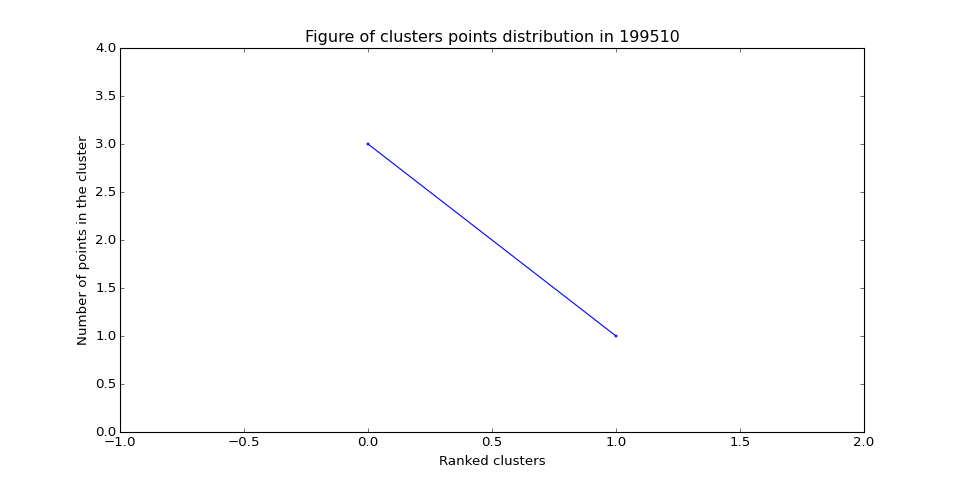 Figure of clusters points distribution in 199510
4.0
3.5
3.0
2.5
2.0
1.5
1.0
0.5
0.0
Number of points in the cluster
−1.0 −0.5 0.0 0.5 1.0 1.5 2.0
Ranked clusters